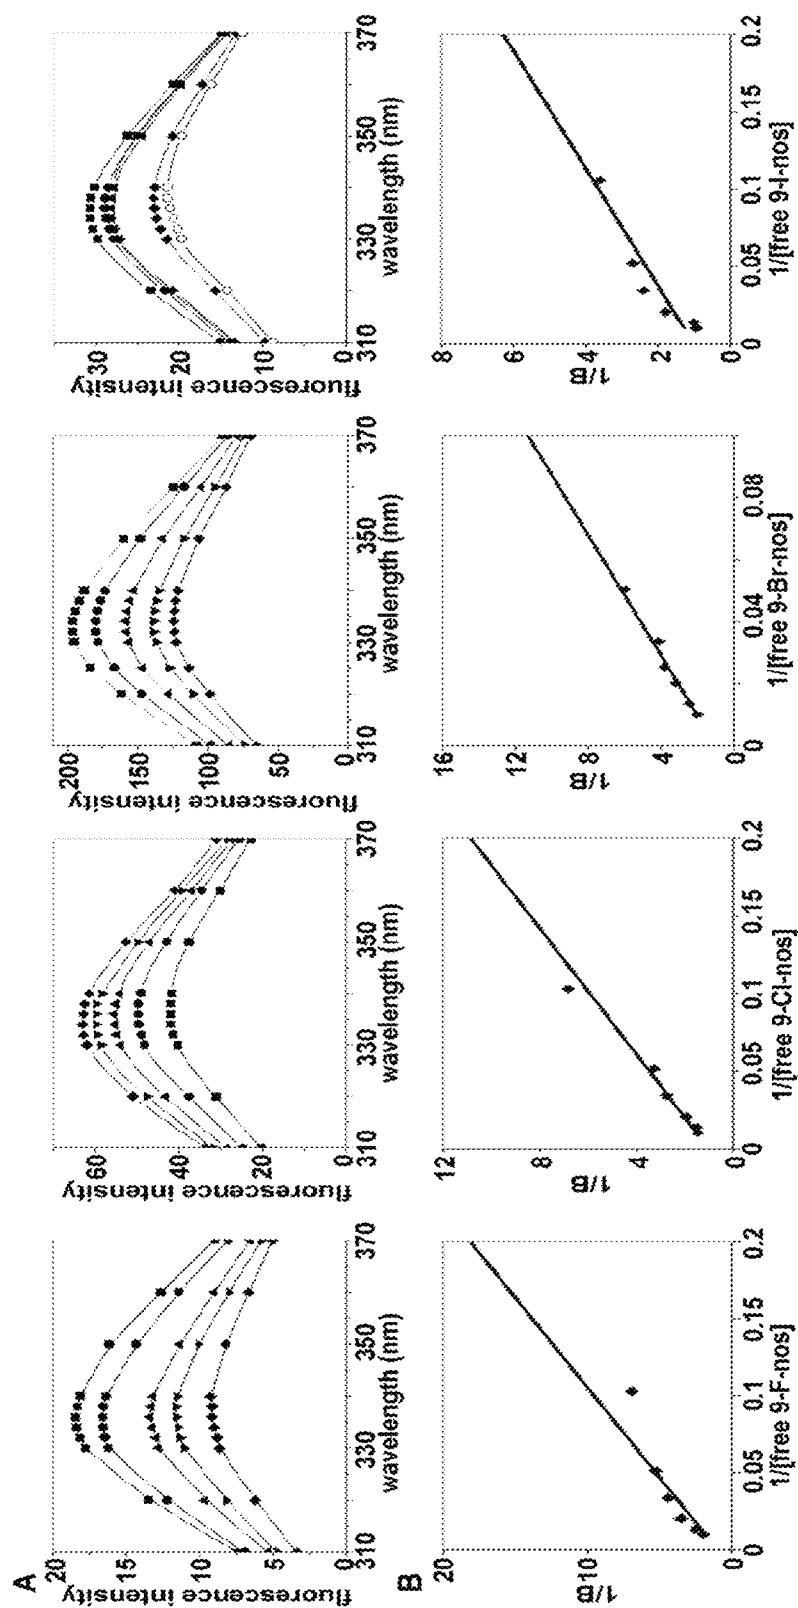 A
fluorescence intensity
20
15
10
5
0
310 330 350 370
wavelength (nm)
fluorescence intensity
60
40
20
0
310 330 350 370
wavelength (nm)
fluorescence intensity
200
150
100
50
0
310 330 350 370
wavelength (nm)
fluorescence intensity
30
20
10
0
310 330 350 370
wavelength (nm)
B
1/B
20
10
0
0 0.05 0.1 0.15 0.2
1/[free 9-F-nos]
1/B
12
8
4
0
0 0.05 0.1 0.15 0.2
1/[free 9-Cl-nos]
1/B
16
12
8
4
0
0 0.04 0.08
1/[free 9-Br-nos]
1/B
8
6
4
2
0
0 0.05 0.1 0.15 0.2
1/[free 9-I-nos]